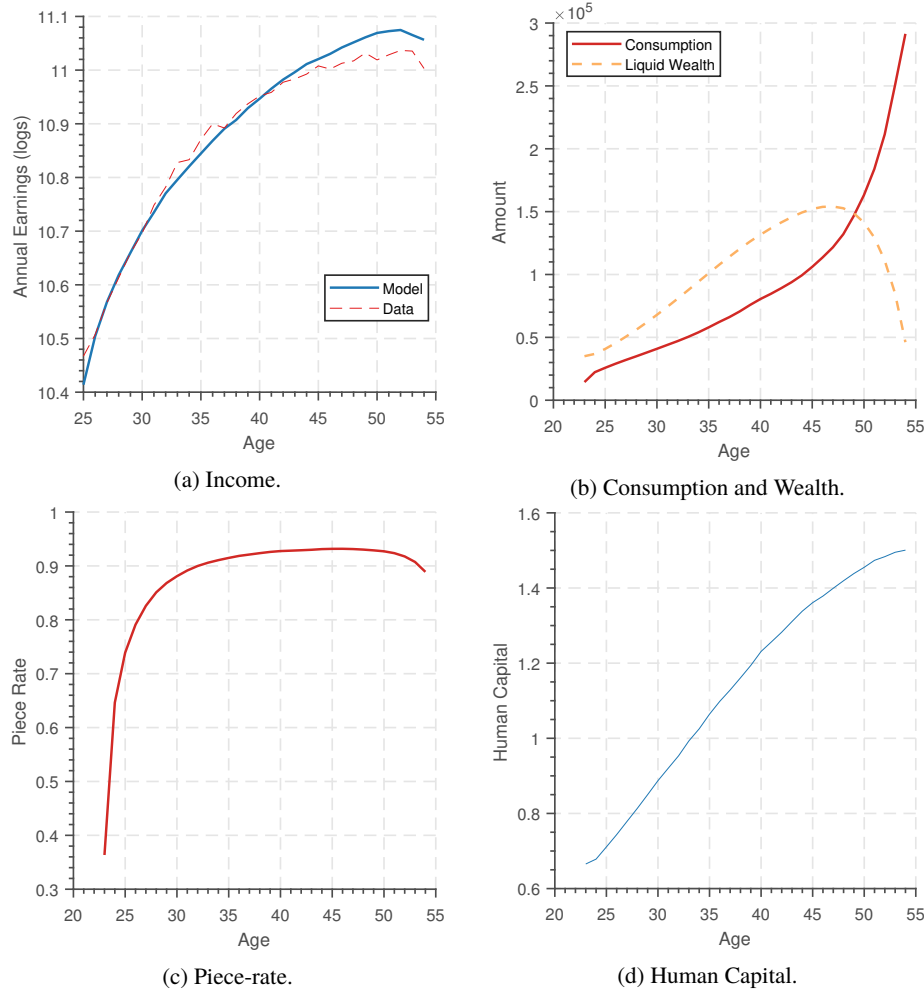 11.1
11
10.9
10.8
10.7
10.6
10.5
10.4
Annual Earnings (logs)
Model
Data
25 30 35 40 45 50 55
Age
(a) Income.
×10⁵
3
2.5
2
1.5
1
0.5
0
Amount
Consumption
Liquid Wealth
20 25 30 35 40 45 50 55
Age
(b) Consumption and Wealth.
1
0.9
0.8
0.7
0.6
0.5
0.4
0.3
Piece Rate
20 25 30 35 40 45 50 55
Age
(c) Piece-rate.
1.6
1.4
1.2
1
0.8
0.6
Human Capital
20 25 30 35 40 45 50 55
Age
(d) Human Capital.